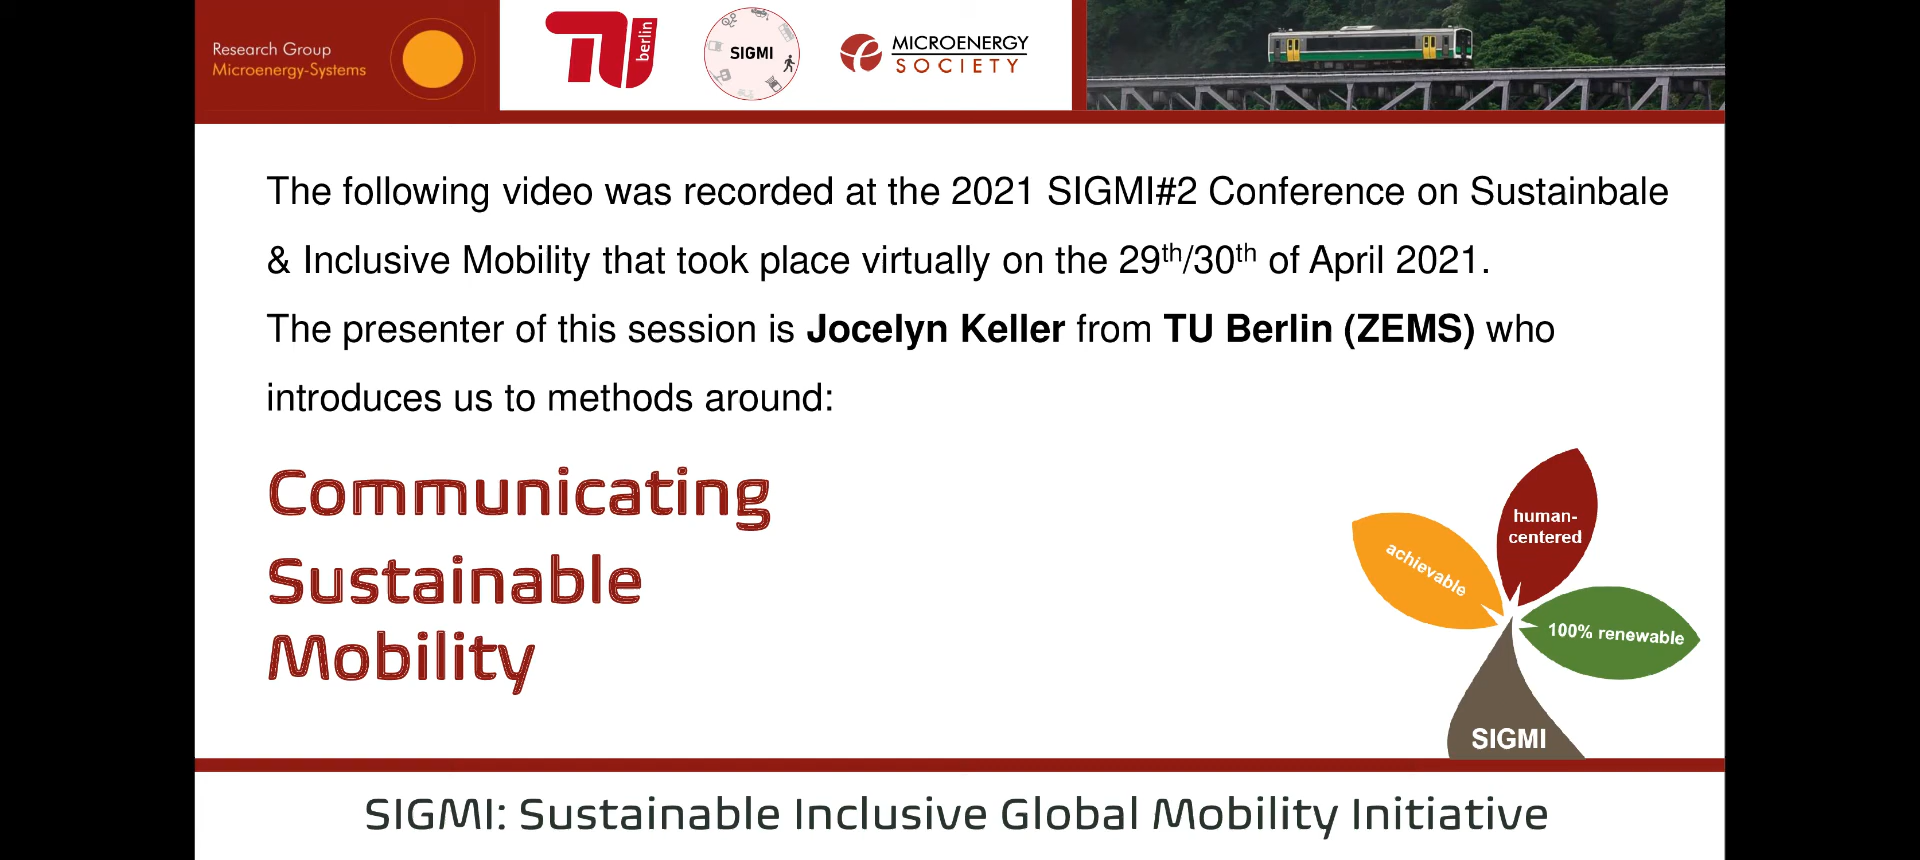 Research Group
Microenergy-Systems
berlin
SIGMI
MICROENERGY
SOCIETY
The following video was recorded at the 2021 SIGMI#2 Conference on Sustainbale
& Inclusive Mobility that took place virtually on the 29th/30th of April 2021.
The presenter of this session is Jocelyn Keller from TU Berlin (ZEMS) who
introduces us to methods around:
Communicating
Sustainable
Mobility
human-
centered
achievable
100% renewable
SIGMI
SIGMI: Sustainable Inclusive Global Mobility Initiative